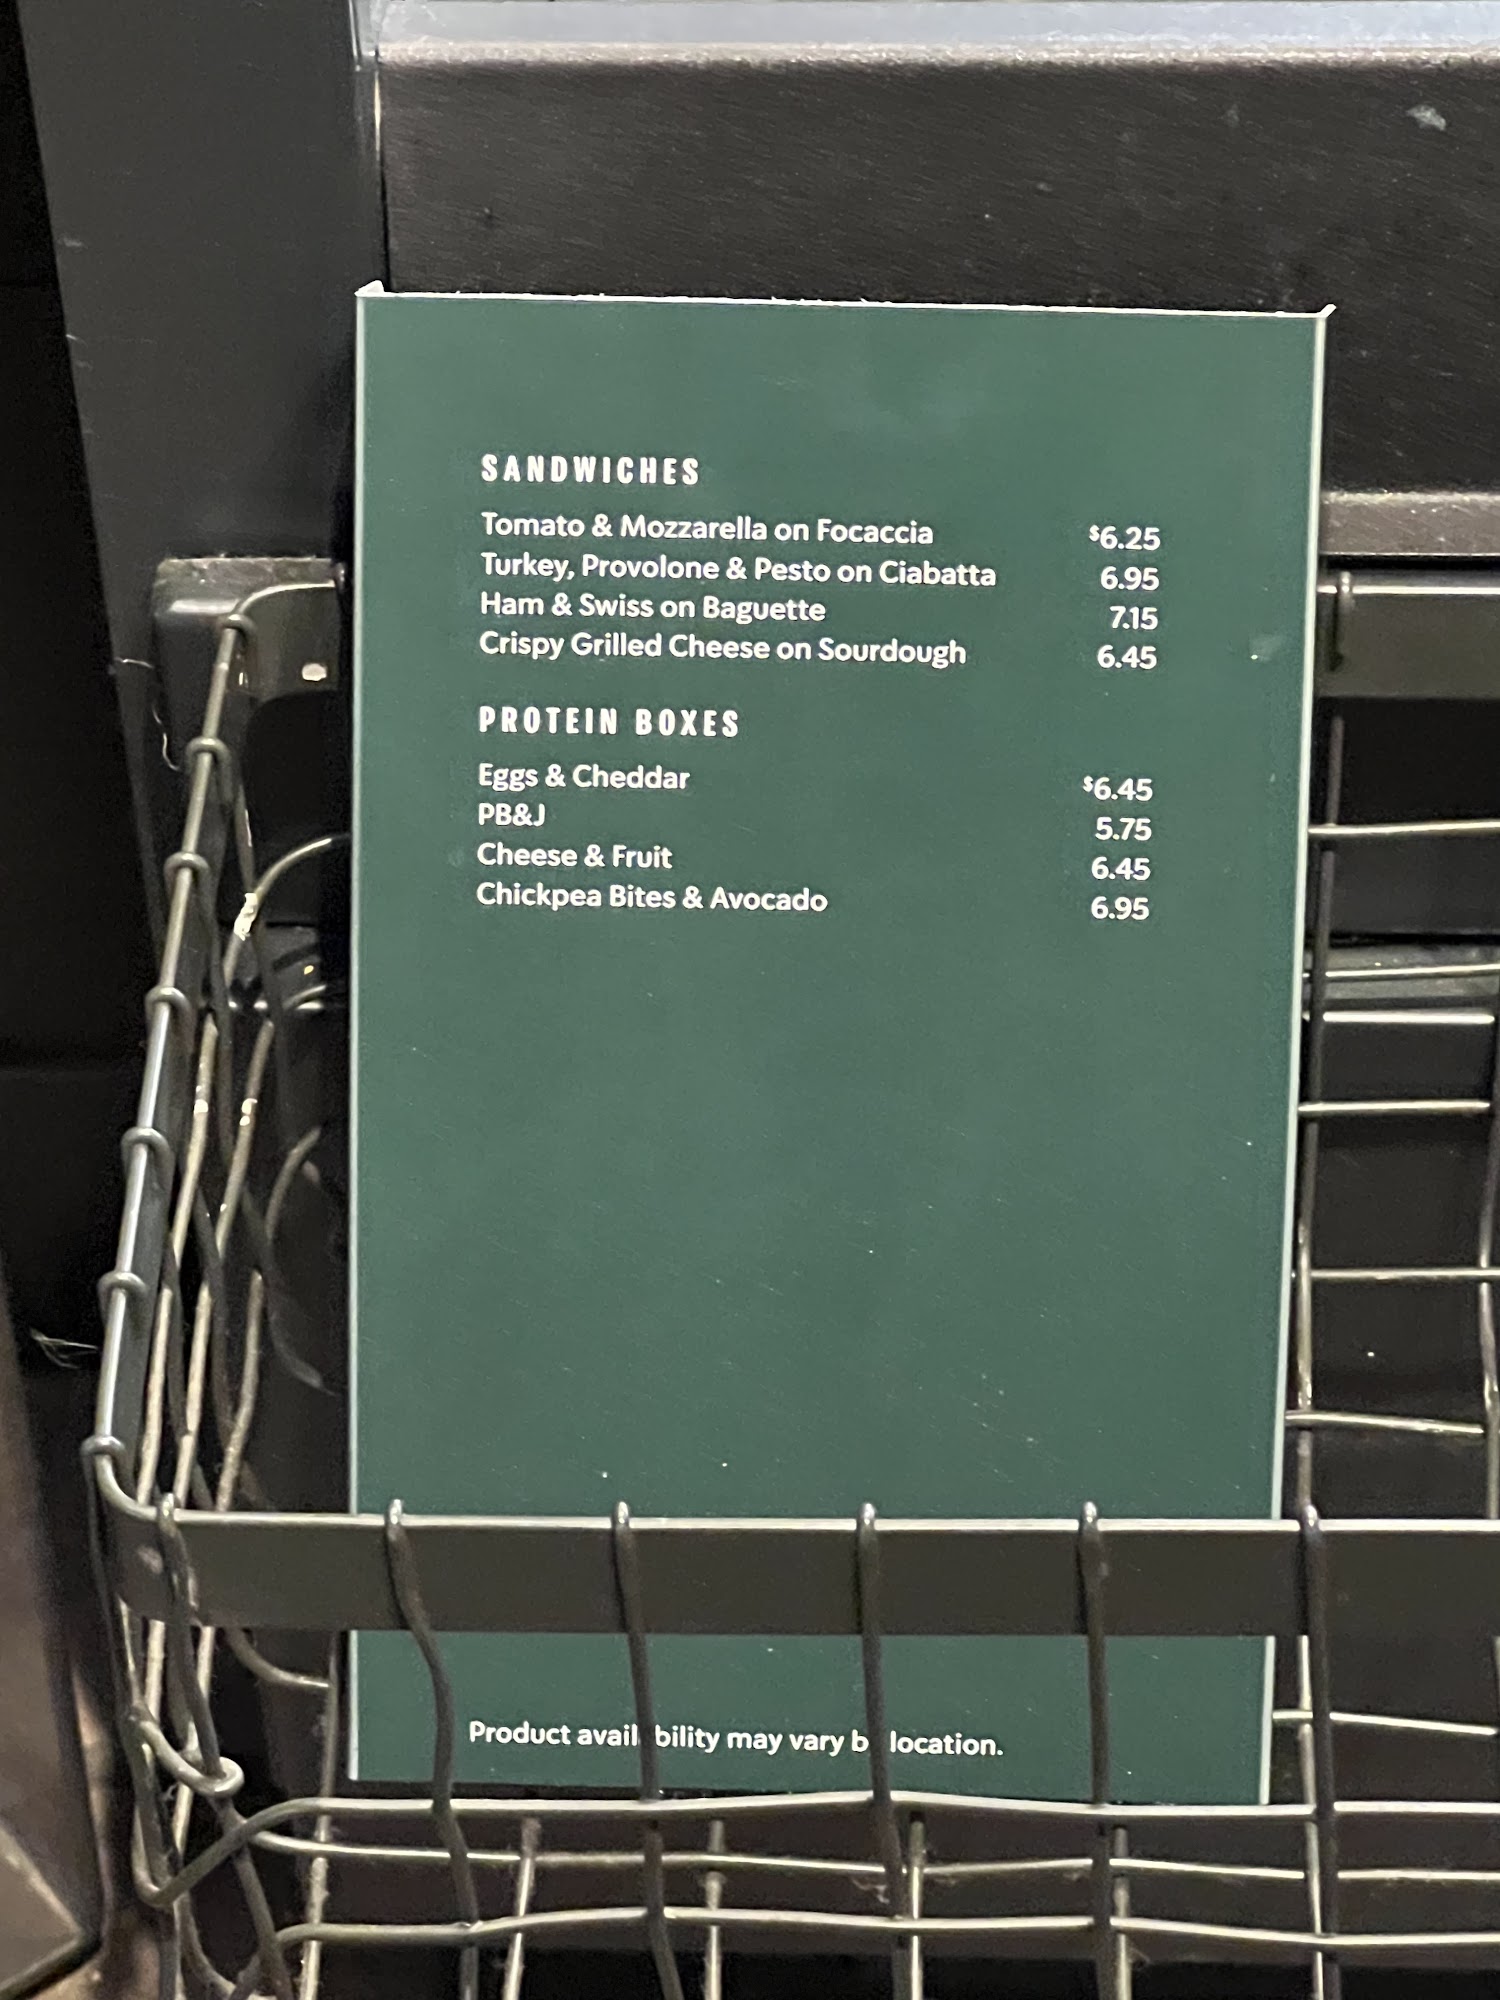 SANDWICHES
Tomato & Mozzarella on Focaccia $6.25
Turkey, Provolone & Pesto on Ciabatta 6.95
Ham & Swiss on Baguette 7.15
Crispy Grilled Cheese on Sourdough 6.45
PROTEIN BOXES
Eggs & Cheddar $6.45
PB&J 5.75
Cheese & Fruit 6.45
Chickpea Bites & Avocado 6.95
Product availability may vary by location.